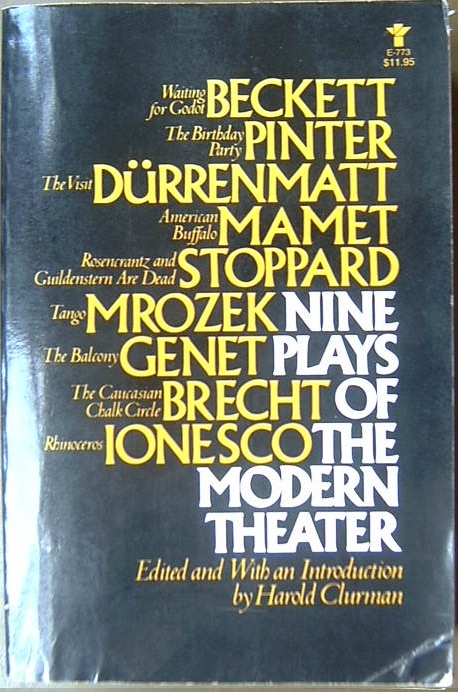 E-773
$11.95
Waiting for Godot BECKETT
The Birthday Party PINTER
The Visit DÜRRENMATT
American Buffalo MAMET
Rosencrantz and Guildenstern Are Dead STOPPARD
Tango MROZEK NINE
The Balcony GENET PLAYS
The Caucasian Chalk Circle BRECHT OF
Rhinoceros IONESCO THE
MODERN
THEATER
Edited and With an Introduction
by Harold Clurman